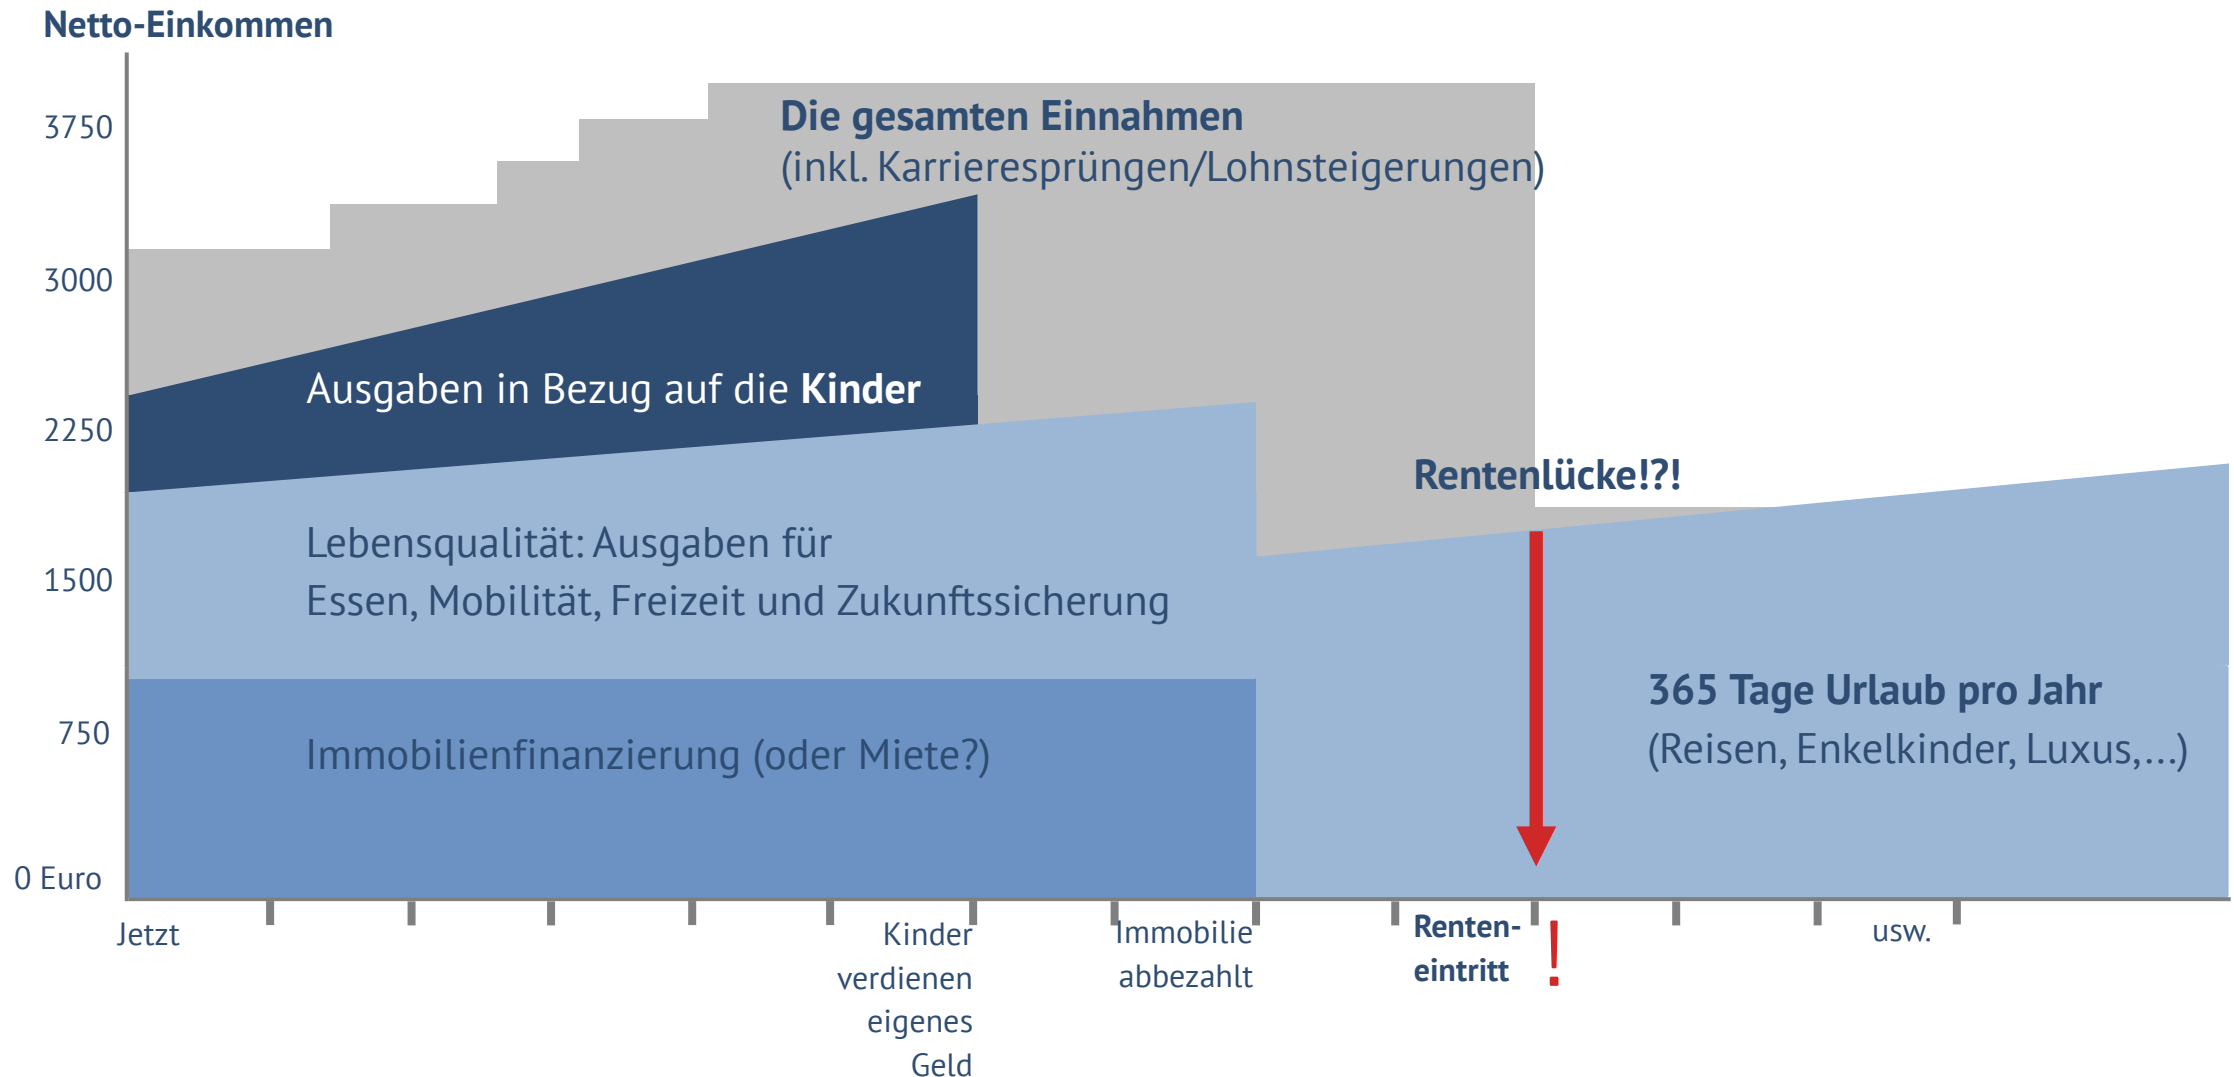 Netto-Einkommen
3750
3000
2250
1500
750
0 Euro
Die gesamten Einnahmen
(inkl. Karrieresprüngen/Lohnsteigerungen)
Ausgaben in Bezug auf die Kinder
Rentenlücke!?!
Lebensqualität: Ausgaben für
Essen, Mobilität, Freizeit und Zukunftssicherung
365 Tage Urlaub pro Jahr
(Reisen, Enkelkinder, Luxus,...)
Immobilienfinanzierung (oder Miete?)
Jetzt
Kinder
verdienen
eigenes
Geld
Immobilie
abbezahlt
Renten-
eintritt
!
usw.